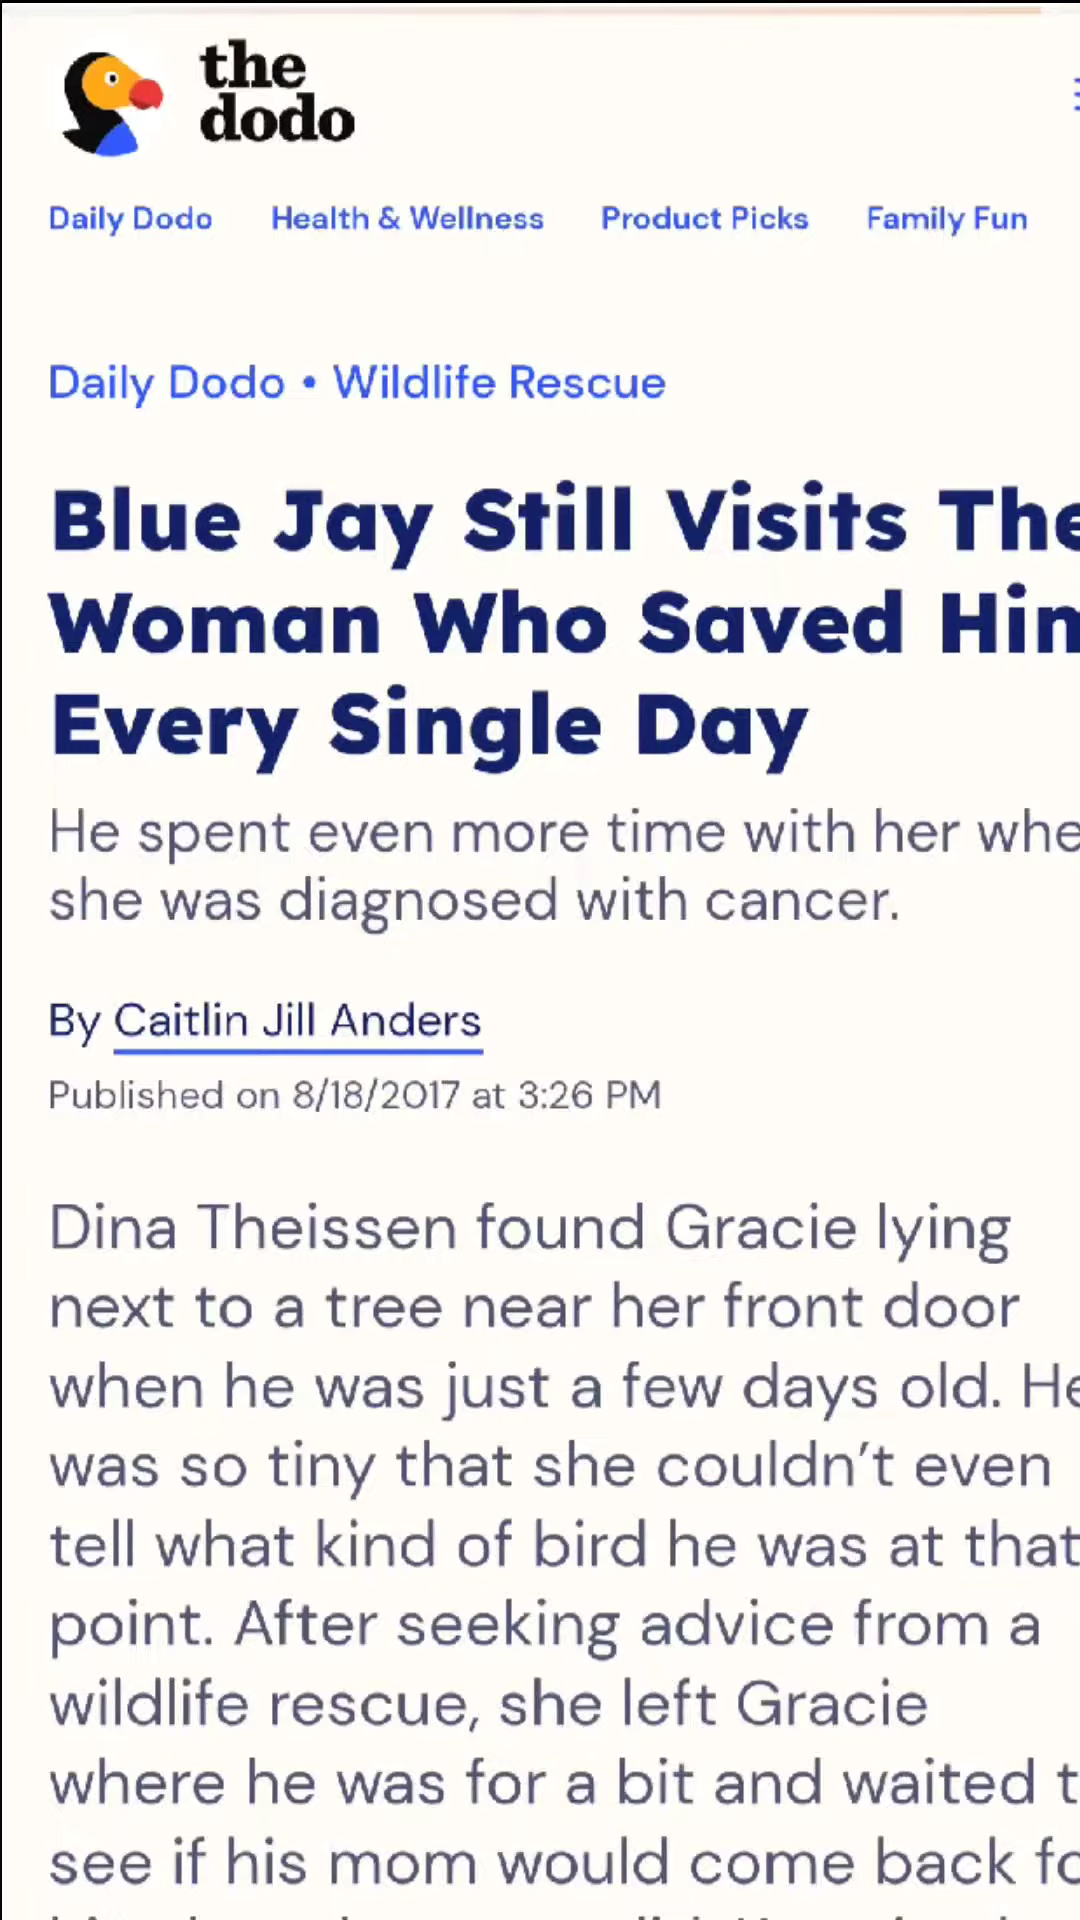 the
dodo
Daily Dodo Health & Wellness Product Picks Family Fun
Daily Dodo • Wildlife Rescue
Blue Jay Still Visits The
Woman Who Saved Him
Every Single Day
He spent even more time with her whe
she was diagnosed with cancer.
By Caitlin Jill Anders
Published on 8/18/2017 at 3:26 PM
Dina Theissen found Gracie lying
next to a tree near her front door
when he was just a few days old. He
was so tiny that she couldn’t even
tell what kind of bird he was at that
point. After seeking advice from a
wildlife rescue, she left Gracie
where he was for a bit and waited t
see if his mom would come back fo